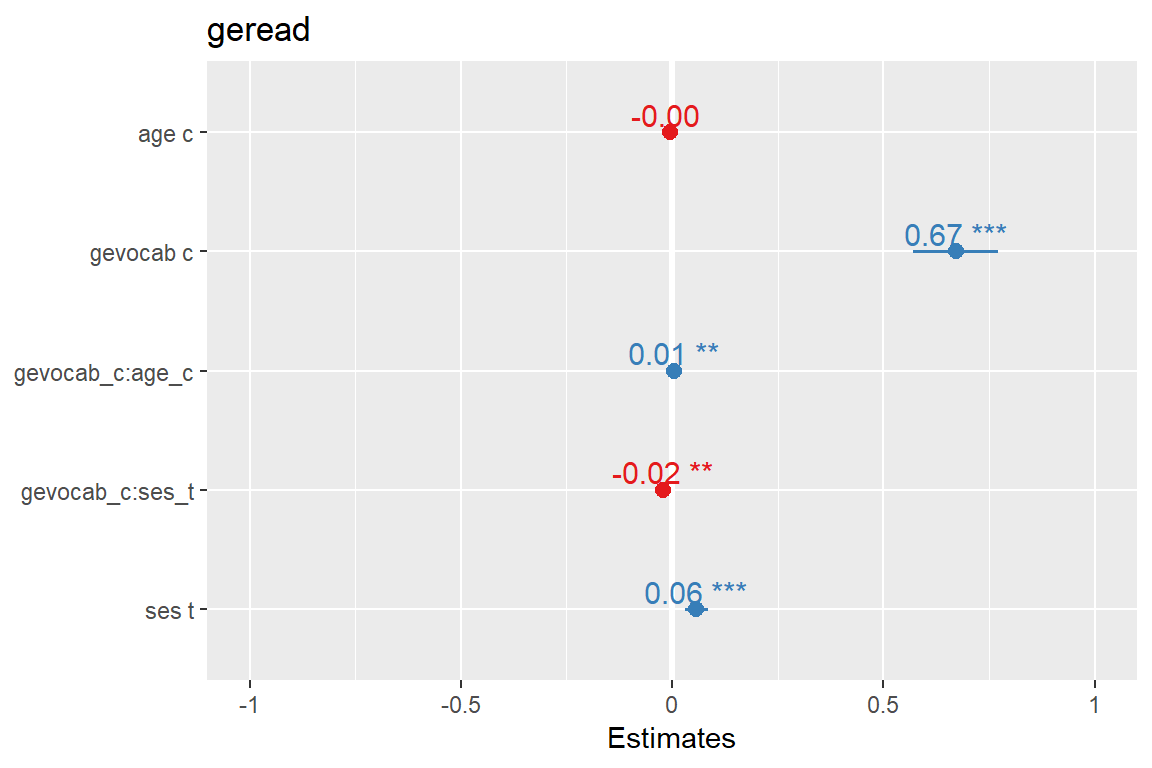 geread
-0.00
age c
0.67 ***
gevocab c
0.01 **
gevocab_c:age_c
-0.02 **
gevocab_c:ses_t
0.06 ***
ses t
-1 -0.5 0 0.5 1
Estimates